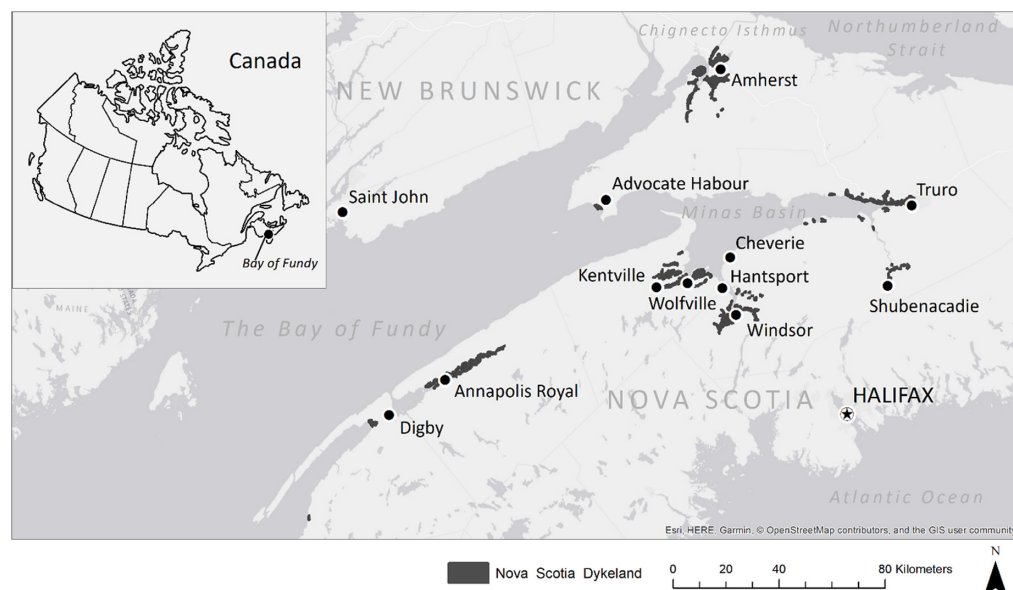 Canada
Bay of Fundy
Chignecto Isthmus
Northumberland
Strait
NEW BRUNSWICK
Amherst
Saint John
Advocate Habour
Truro
Minas Basin
Cheverie
Kentville
Hantsport
Wolfville
Shubenacadie
Windsor
MAINE
The Bay of Fundy
Annapolis Royal
NOVA SCOTIA
HALIFAX
Digby
Atlantic Ocean
Esri, HERE, Garmin, © OpenStreetMap contributors, and the GIS user community
N
Nova Scotia Dykeland
0 10 20 40 60 80 Kilometers